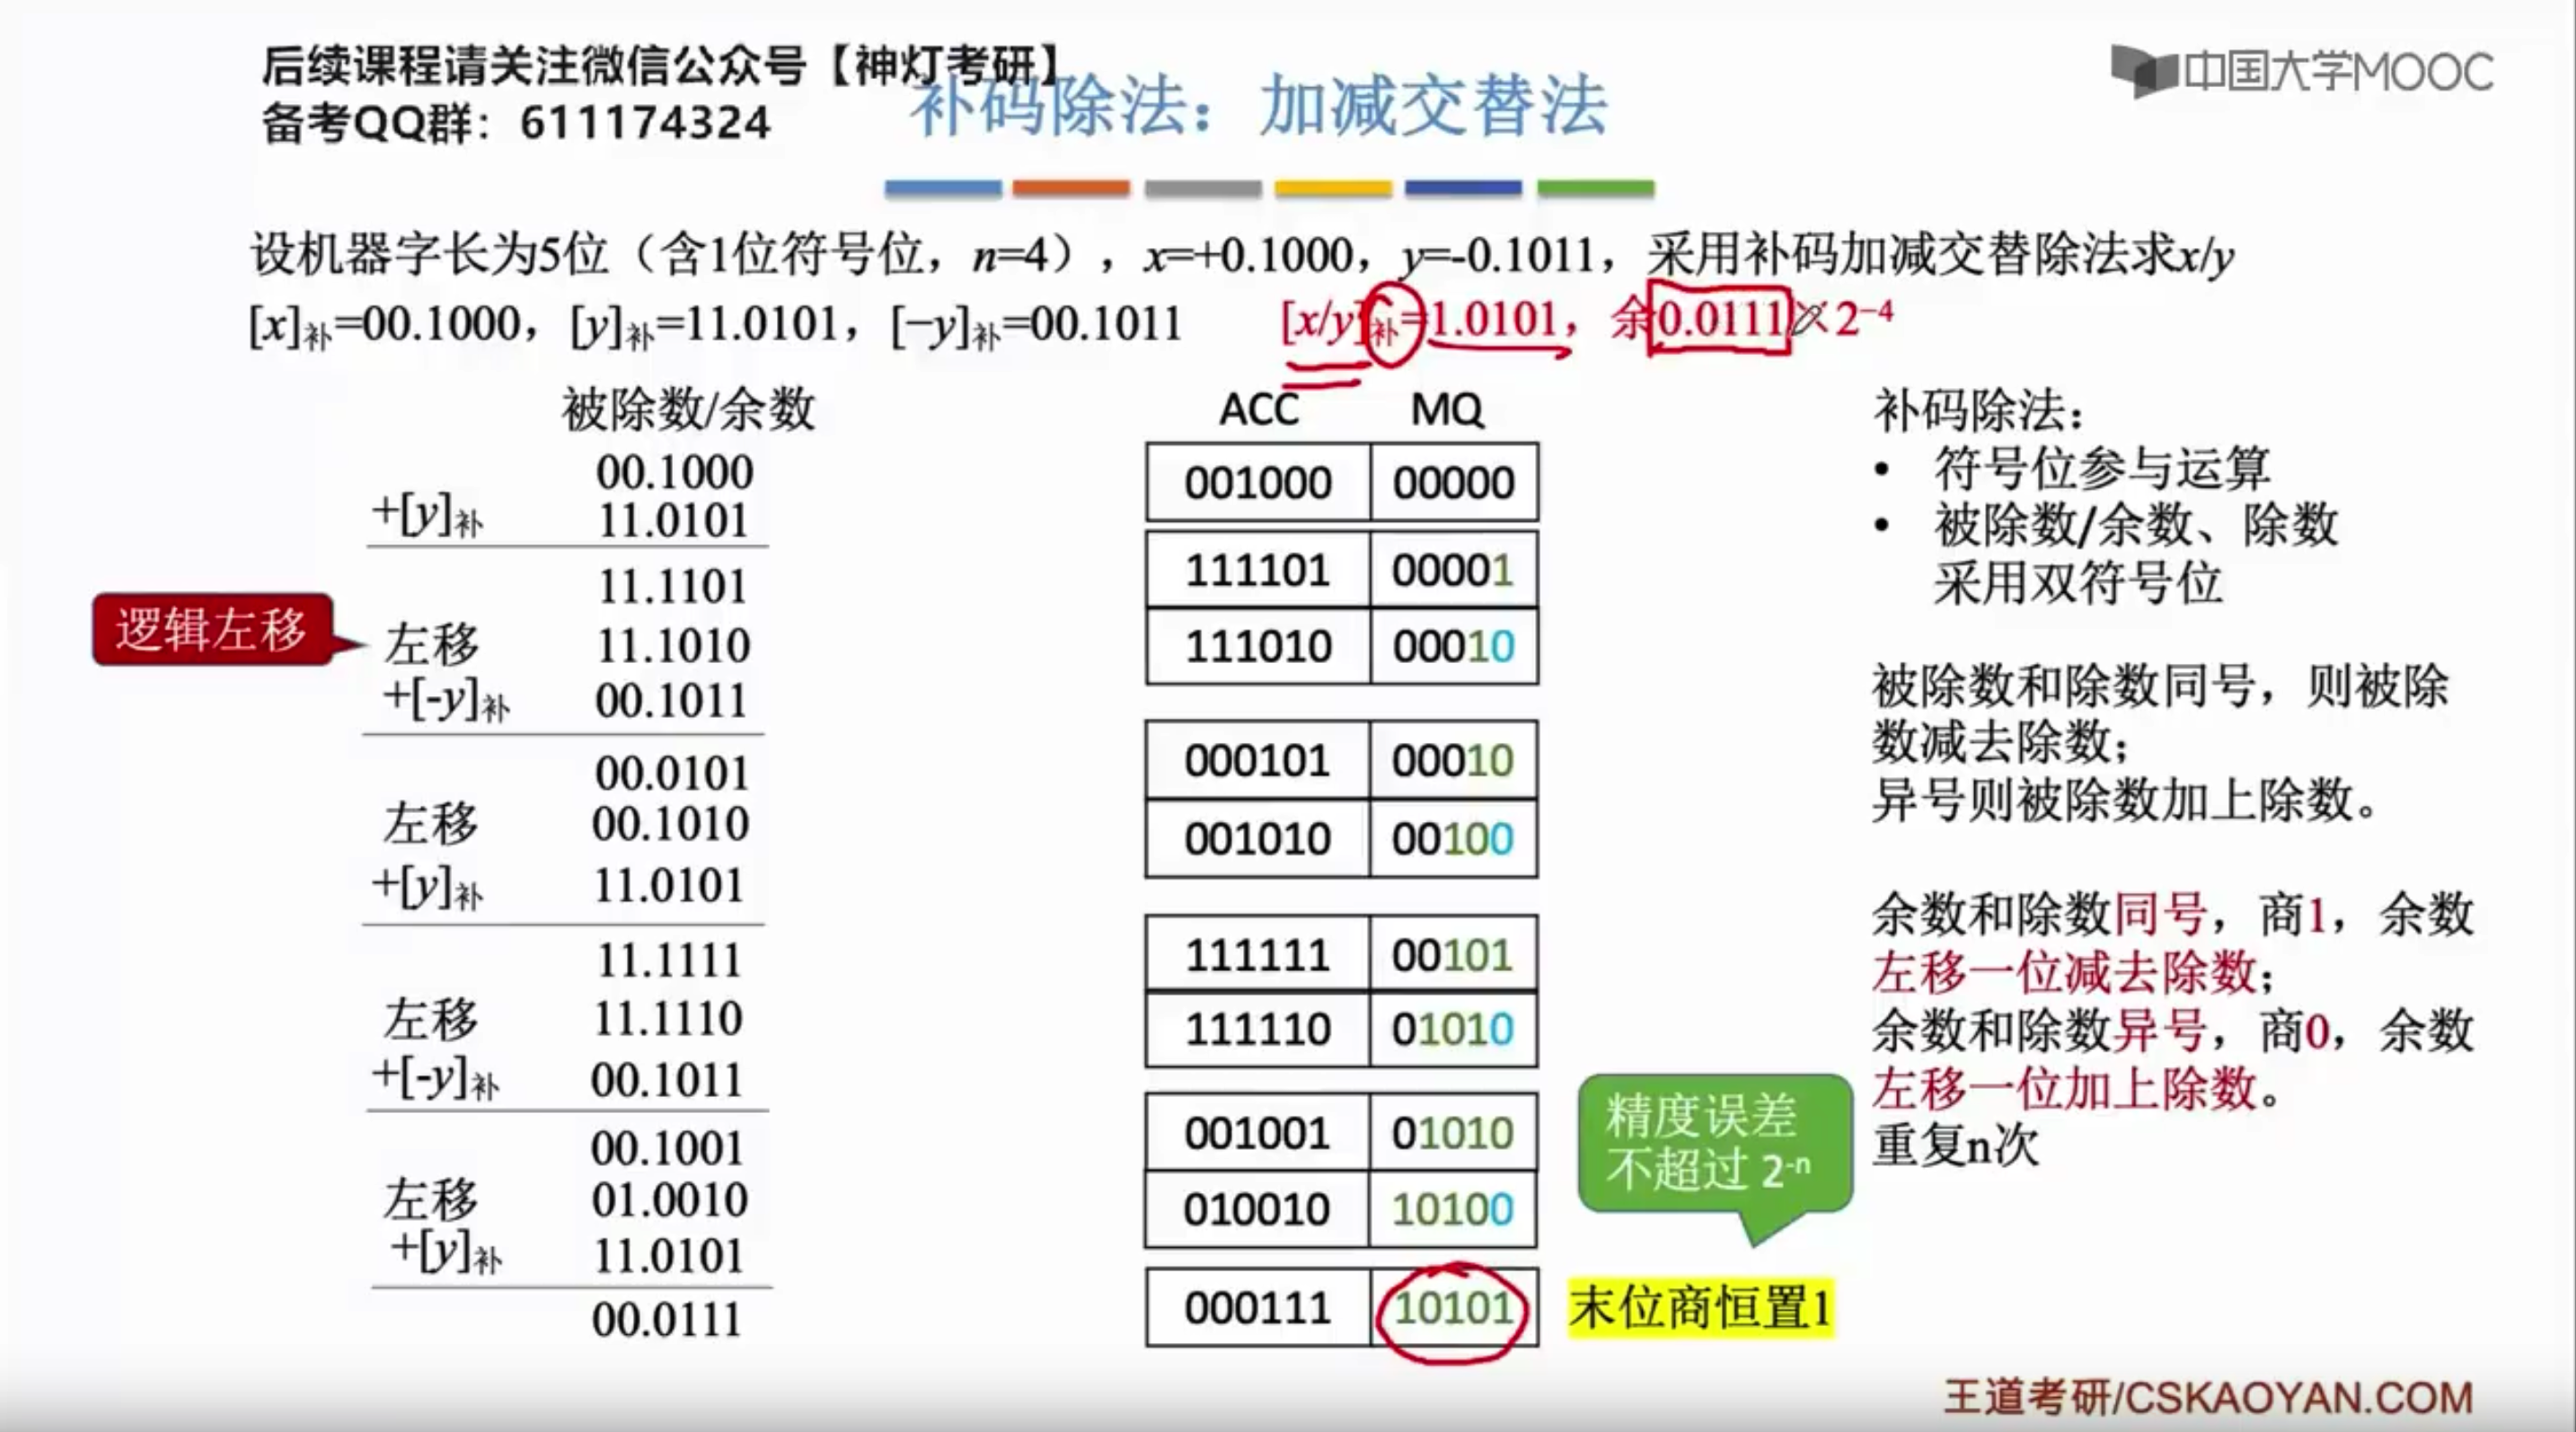 后续课程请关注微信公众号【神灯考研】
备考QQ群：611174324
中国大学MOOC
补码除法：加减交替法
设机器字长为5位（含1位符号位，n=4），x=+0.1000，y=-0.1011，采用补码加减交替除法求x/y
[x]补=00.1000，[y]补=11.0101，[−y]补=00.1011
[x/y]补=1.0101，余0.0111×2⁻⁴
被除数/余数
00.1000
+[y]补 11.0101
11.1101
逻辑左移
左移 11.1010
+[-y]补 00.1011
00.0101
左移 00.1010
+[y]补 11.0101
11.1111
左移 11.1110
+[-y]补 00.1011
00.1001
左移 01.0010
+[y]补 11.0101
00.0111
ACC MQ
001000 00000
111101 00001
111010 00010
000101 00010
001010 00100
111111 00101
111110 01010
001001 01010
010010 10100
000111 10101
精度误差
不超过 2⁻ⁿ
末位商恒置1
补码除法：
• 符号位参与运算
• 被除数/余数、除数
采用双符号位
被除数和除数同号，则被除
数减去除数；
异号则被除数加上除数。
余数和除数同号，商1，余数
左移一位减去除数；
余数和除数异号，商0，余数
左移一位加上除数。
重复n次
王道考研/CSKAOYAN.COM